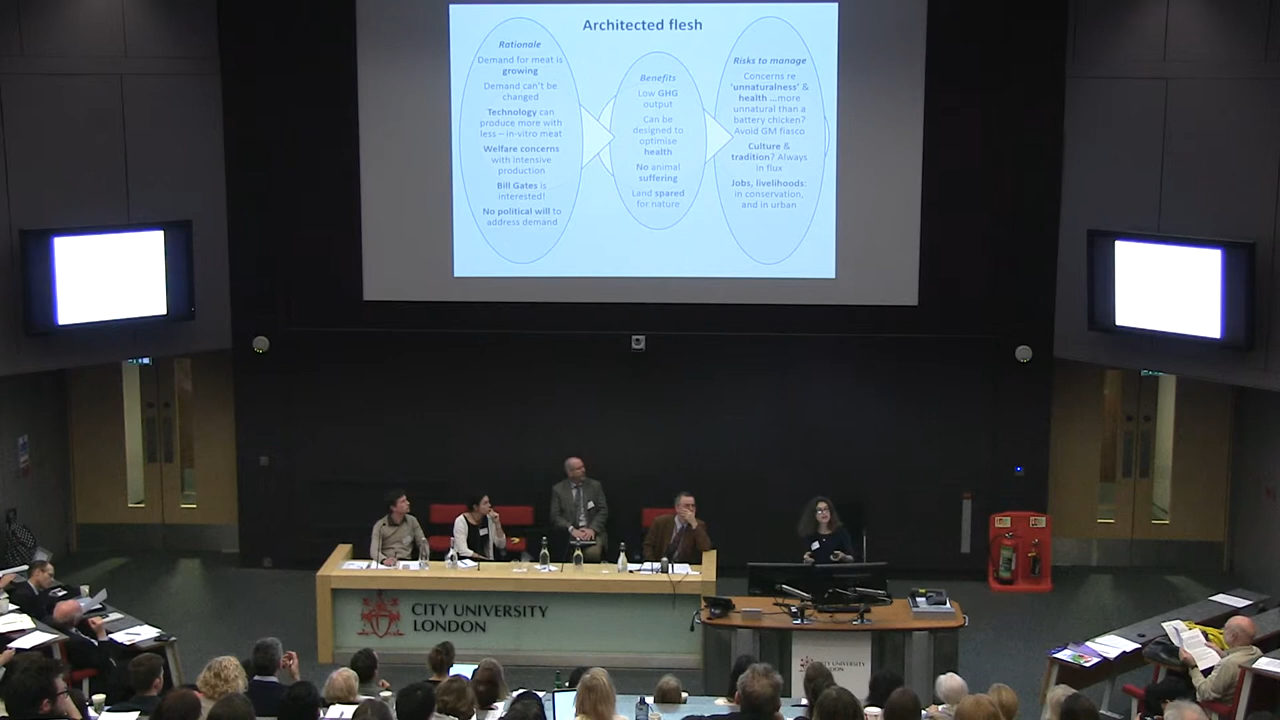 Architected flesh
Rationale
Demand for meat is
growing
Demand can't be
changed
Technology can
produce more with
less – in-vitro meat
Welfare concerns
with intensive
production
Bill Gates is
interested!
No political will to
address demand
Benefits
Low GHG
output
Can be
designed to
optimise
health
No animal
suffering
Land spared
for nature
Risks to manage
Concerns re
'unnaturalness' &
health ...more
unnatural than a
battery chicken?
Avoid GM fiasco
Culture &
tradition? Always
in flux
Jobs, livelihoods:
in conservation,
and in urban
CITY UNIVERSITY
LONDON
CITY UNIVERSITY
LONDON